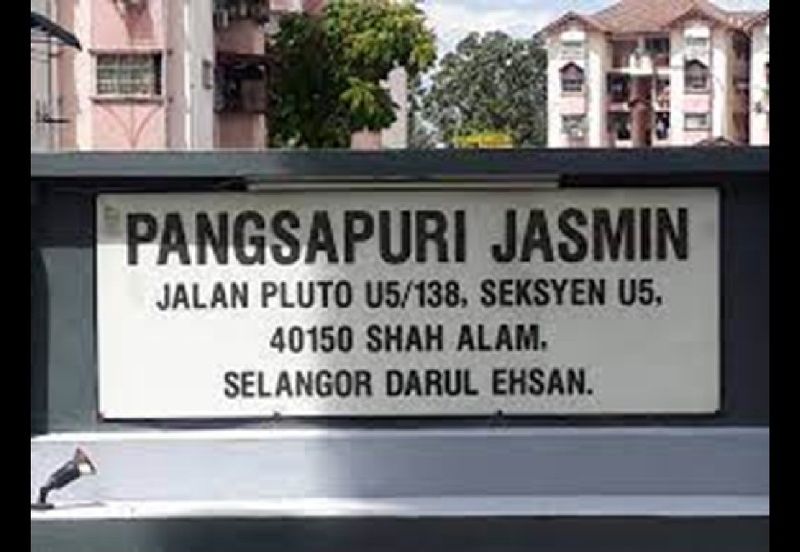 PANGSAPURI JASMIN
JALAN PLUTO U5/138, SEKSYEN U5,
40150 SHAH ALAM,
SELANGOR DARUL EHSAN.